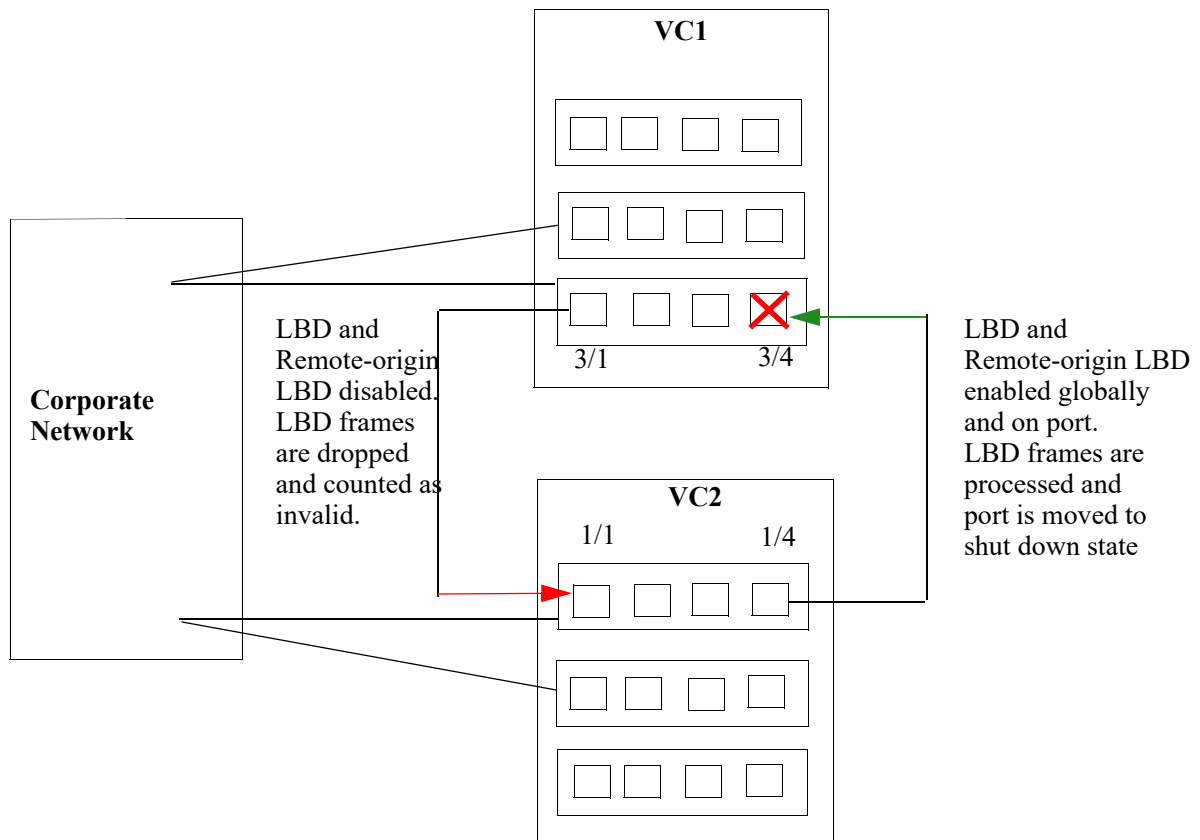 VC1
3/1
3/4
Corporate
Network
LBD and
Remote-origin
LBD disabled.
LBD frames
are dropped
and counted as
invalid.
LBD and
Remote-origin LBD
enabled globally
and on port.
LBD frames are
processed and
port is moved to
shut down state
VC2
1/1
1/4